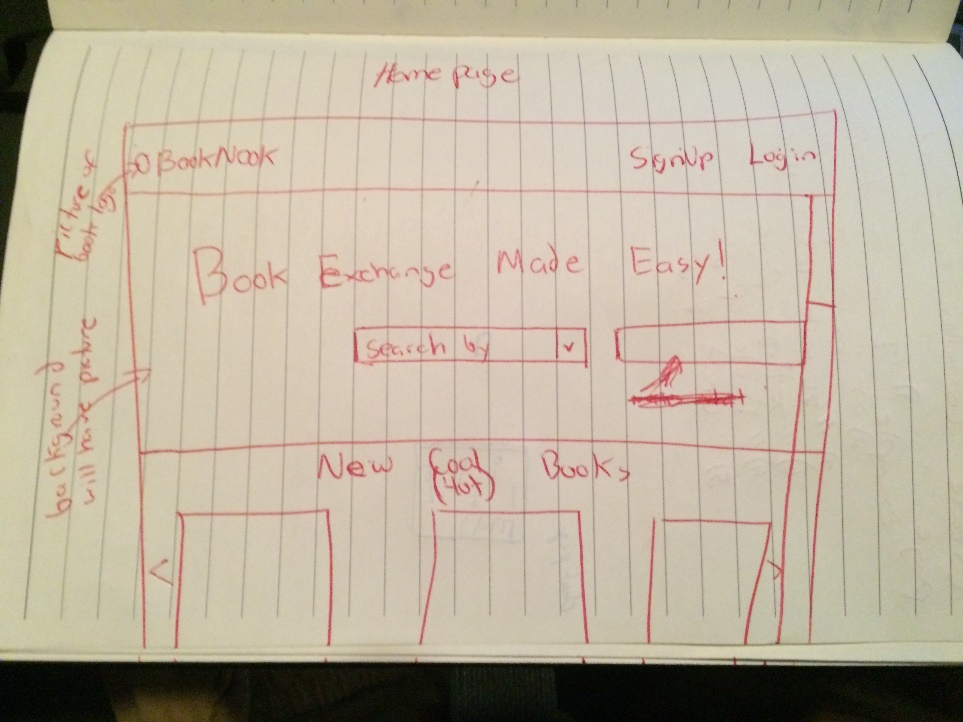 Home page
BookNook
SignUp Login
Picture of
book logo
Book Exchange Made Easy!
Search by
background
will have picture
New Cool Books
(Hot)